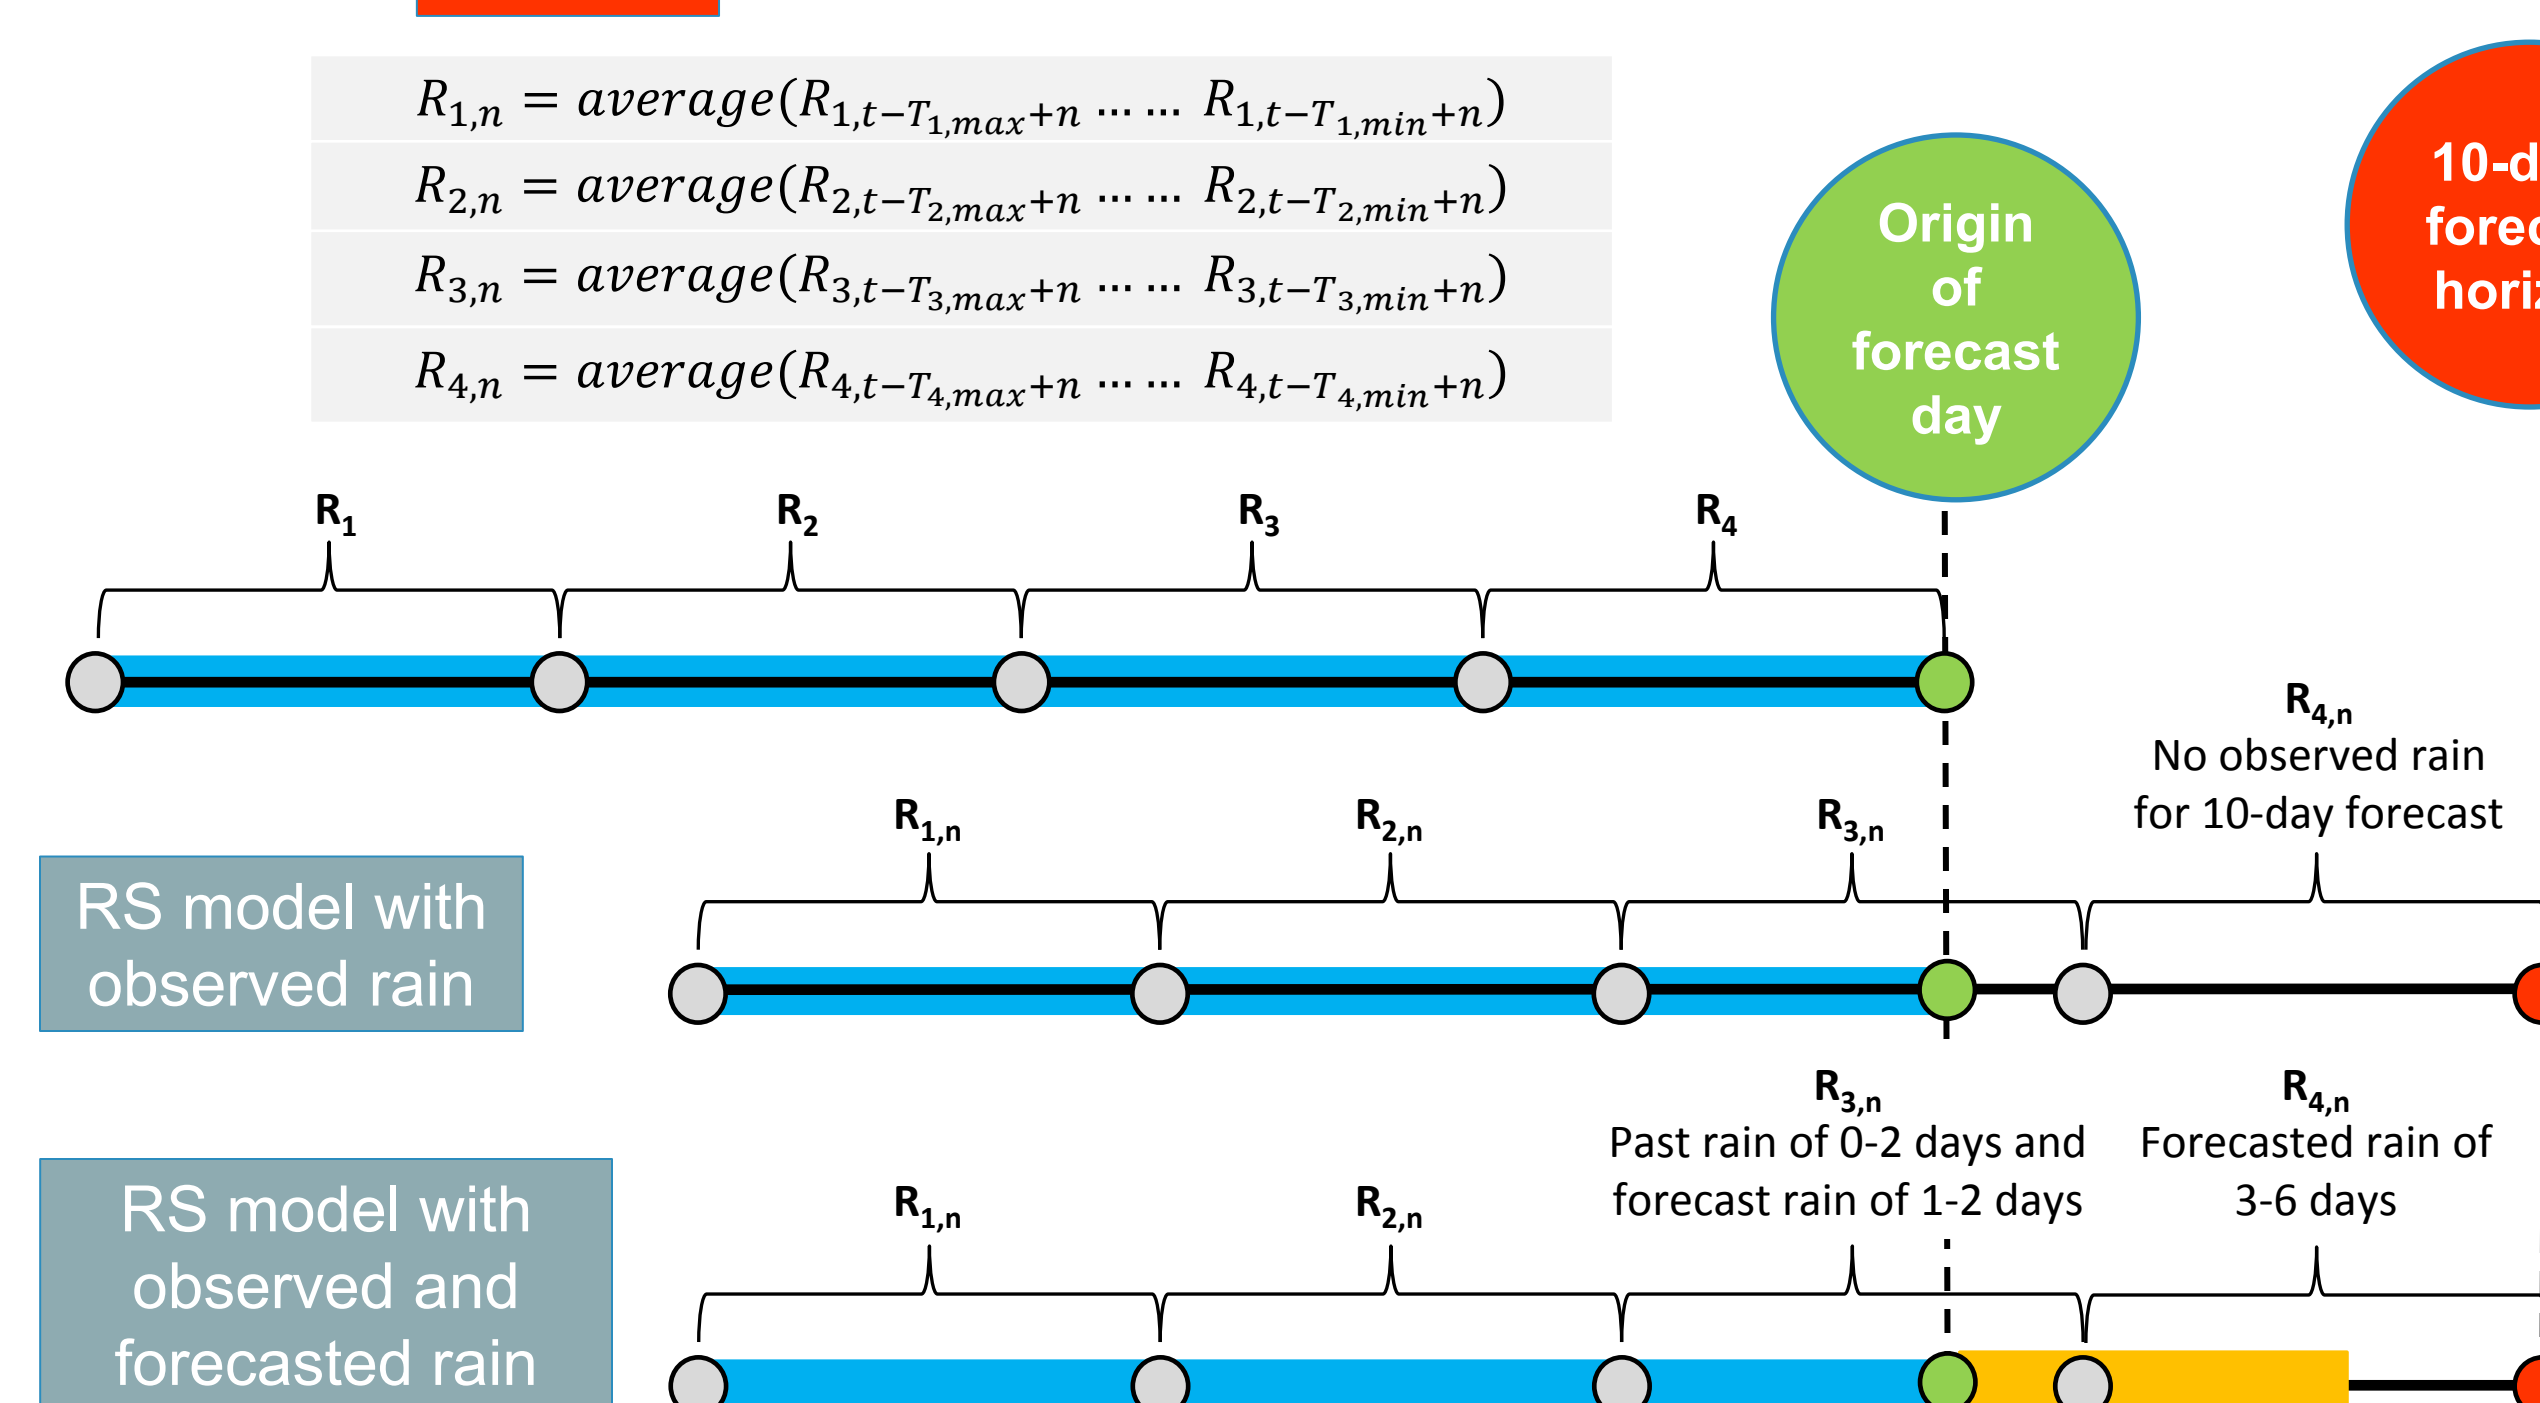 R₁,ₙ = average(R₁,t−T₁,max+n … … R₁,t−T₁,min+n)
R₂,ₙ = average(R₂,t−T₂,max+n … … R₂,t−T₂,min+n)
R₃,ₙ = average(R₃,t−T₃,max+n … … R₃,t−T₃,min+n)
R₄,ₙ = average(R₄,t−T₄,max+n … … R₄,t−T₄,min+n)
Origin
of
forecast
day
10-d
forec
horiz
R₁
R₂
R₃
R₄
RS model with
observed rain
R₁,ₙ
R₂,ₙ
R₃,ₙ
R₄,ₙ
No observed rain
for 10-day forecast
RS model with
observed and
forecasted rain
R₁,ₙ
R₂,ₙ
R₃,ₙ
Past rain of 0-2 days and
forecast rain of 1-2 days
R₄,ₙ
Forecasted rain of
3-6 days